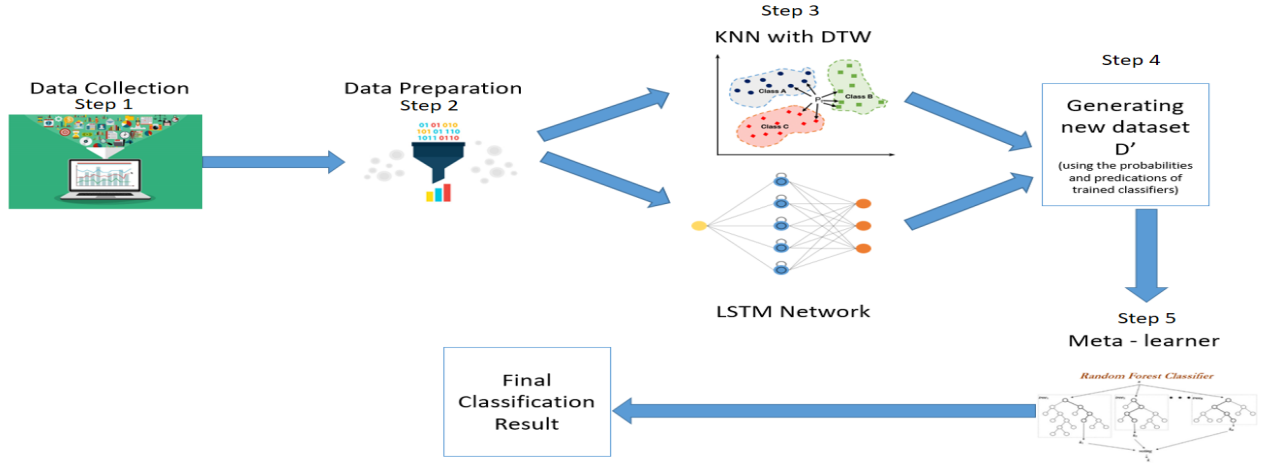 Data Collection
Step 1
Data Preparation
Step 2
01 01 010
101 01 110
1011 0110
Step 3
KNN with DTW
Class A
P
Class B
Class C
LSTM Network
Step 4
Generating
new dataset
D’
(using the probabilities
and predications of
trained classifiers)
Step 5
Meta - learner
Random Forest Classifier
Final
Classification
Result